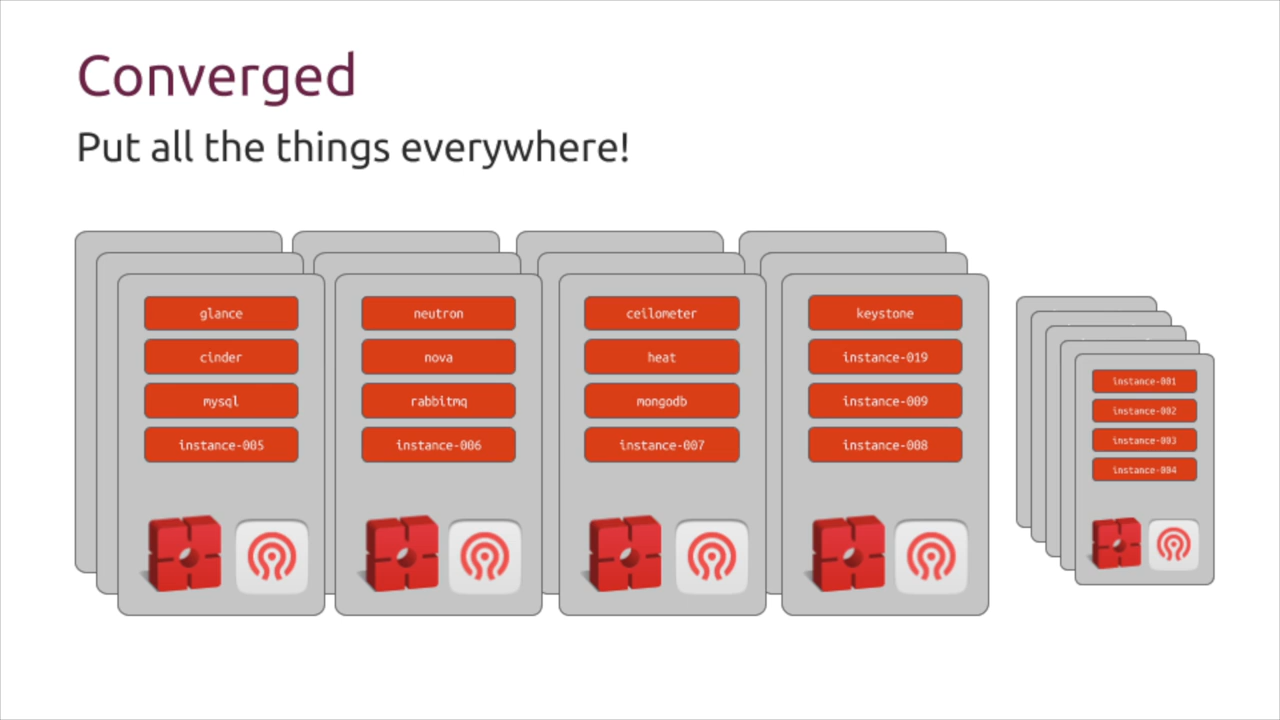 Converged
Put all the things everywhere!
glance
cinder
mysql
instance-005
neutron
nova
rabbitmq
instance-006
ceilometer
heat
mongodb
instance-007
keystone
instance-019
instance-009
instance-008
instance-001
instance-002
instance-003
instance-004